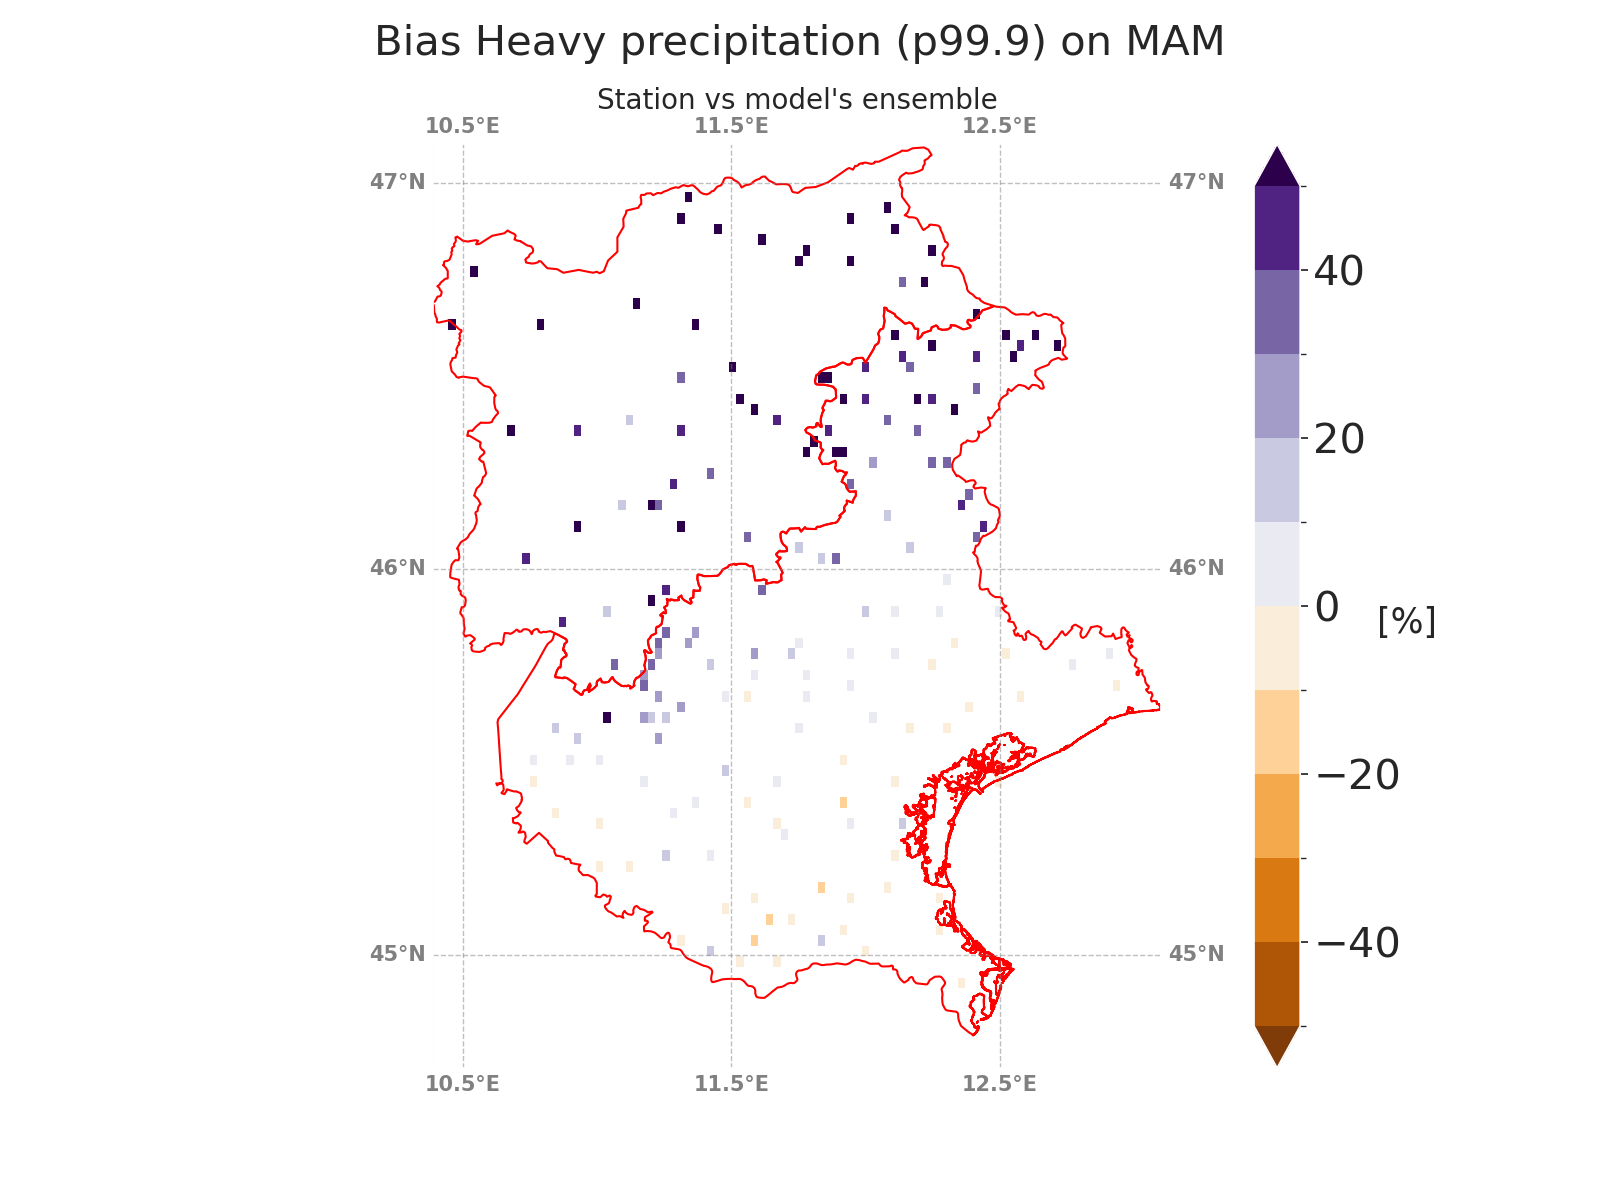 Bias Heavy precipitation (p99.9) on MAM
Station vs model's ensemble
10.5°E 11.5°E 12.5°E
47°N 47°N
40
20
46°N 46°N
0 [%]
−20
45°N 45°N
−40
10.5°E 11.5°E 12.5°E